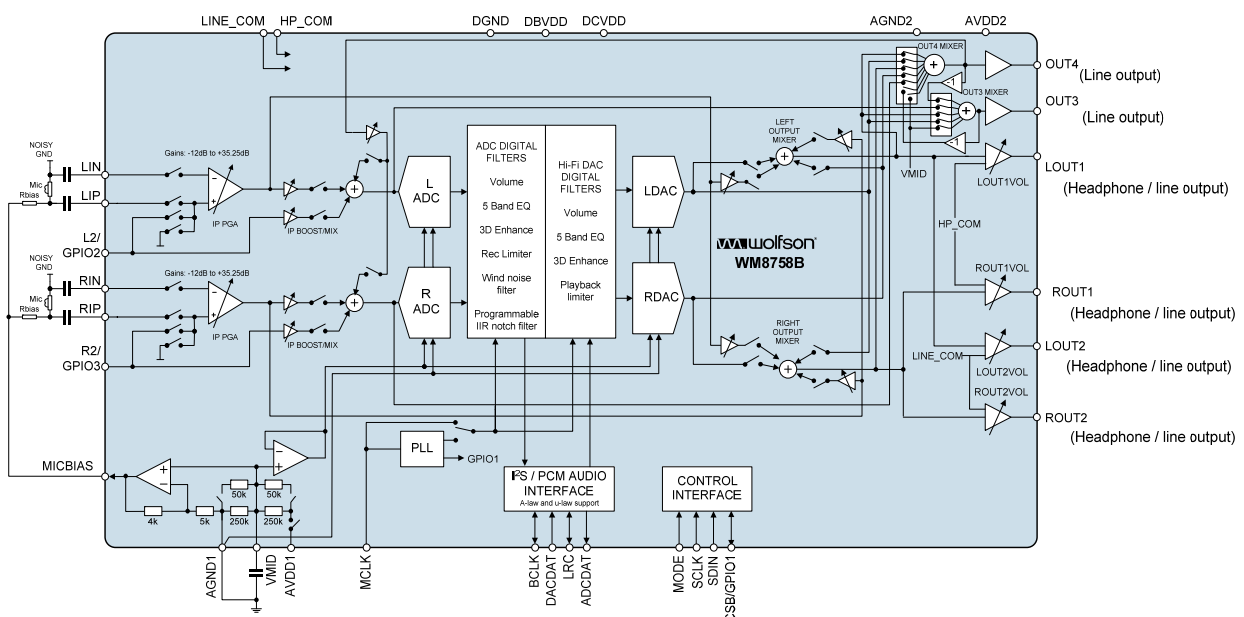 LINE_COM HP_COM
DGND
DBVDD
DCVDD
AGND2
AVDD2
OUT4 MIXER
OUT4
(Line output)
-1
OUT3 MIXER
OUT3
(Line output)
-1
NOISY
GND
LIN
Gains: -12dB to +35.25dB
Mic
Rbias
LIP
IP PGA
IP BOOST/MIX
L2/
GPIO2
L
ADC
ADC DIGITAL
FILTERS
Volume
5 Band EQ
3D Enhance
Rec Limiter
Wind noise
filter
Programmable
IIR notch filter
Hi-Fi DAC
DIGITAL
FILTERS
Volume
5 Band EQ
3D Enhance
Playback
limiter
LDAC
LEFT
OUTPUT
MIXER
VMID
LOUT1
LOUT1VOL
(Headphone / line output)
HP_COM
wolfson
WM8758B
NOISY
GND
RIN
Gains: -12dB to +35.25dB
Mic
Rbias
RIP
IP PGA
IP BOOST/MIX
R2/
GPIO3
R
ADC
RDAC
RIGHT
OUTPUT
MIXER
ROUT1VOL
ROUT1
(Headphone / line output)
LOUT2
LINE_COM
LOUT2VOL
(Headphone / line output)
ROUT2VOL
ROUT2
(Headphone / line output)
MICBIAS
PLL
GPIO1
I2S / PCM AUDIO
INTERFACE
A-law and u-law support
CONTROL
INTERFACE
50k
50k
4k
5k
250k
250k
AGND1
VMID
AVDD1
MCLK
BCLK
DACDAT
LRC
ADCDAT
MODE
SCLK
SDIN
CSB/GPIO1